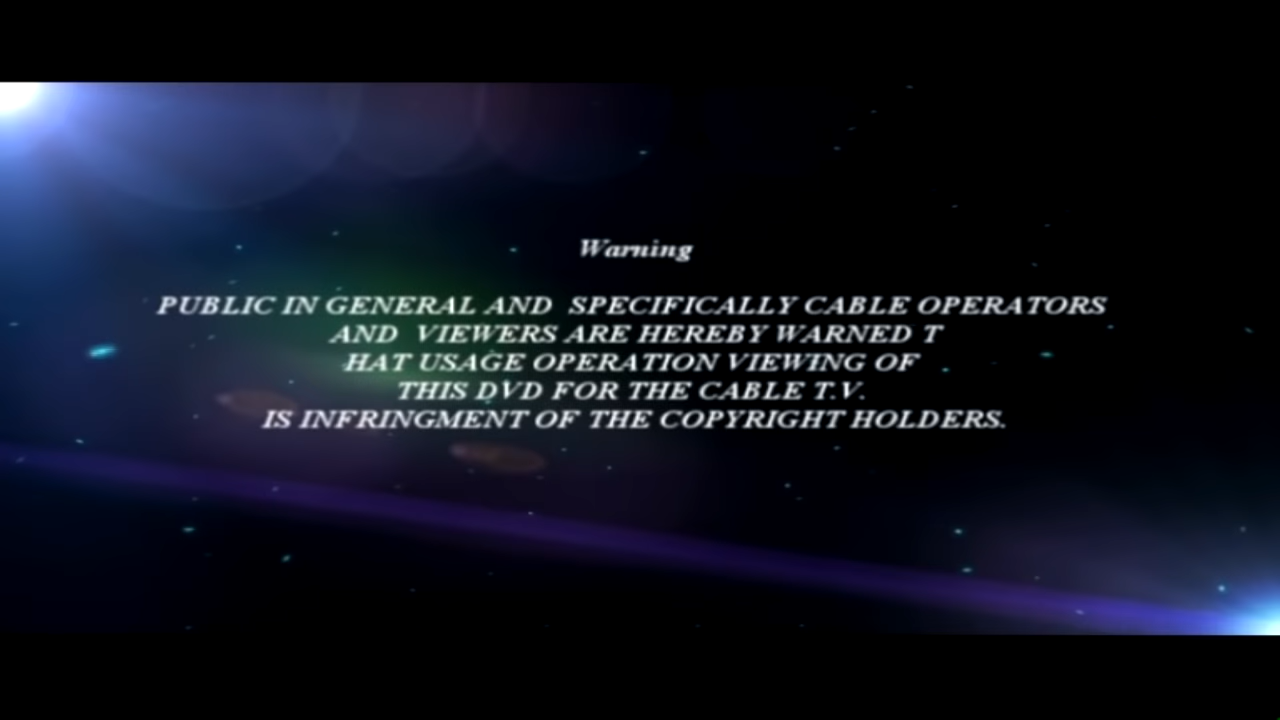 Warning
PUBLIC IN GENERAL AND SPECIFICALLY CABLE OPERATORS
AND VIEWERS ARE HEREBY WARNED T
HAT USAGE OPERATION VIEWING OF
THIS DVD FOR THE CABLE T.V.
IS INFRINGMENT OF THE COPYRIGHT HOLDERS.